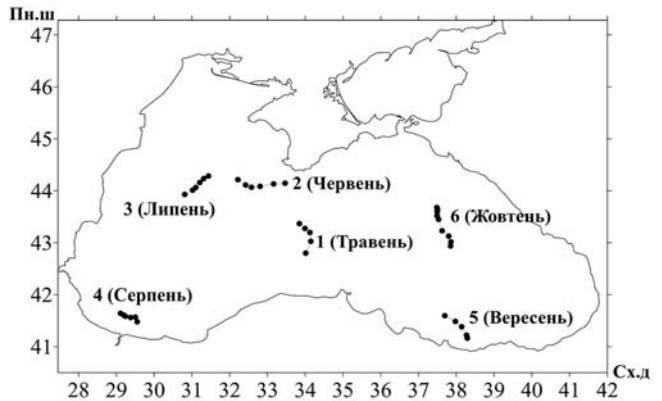 Пн.ш
47
46
45
44
43
42
41
2 (Червень)
3 (Липень)
6 (Жовтень)
1 (Травень)
4 (Серпень)
5 (Вересень)
Сх.д
28 29 30 31 32 33 34 35 36 37 38 39 40 41 42